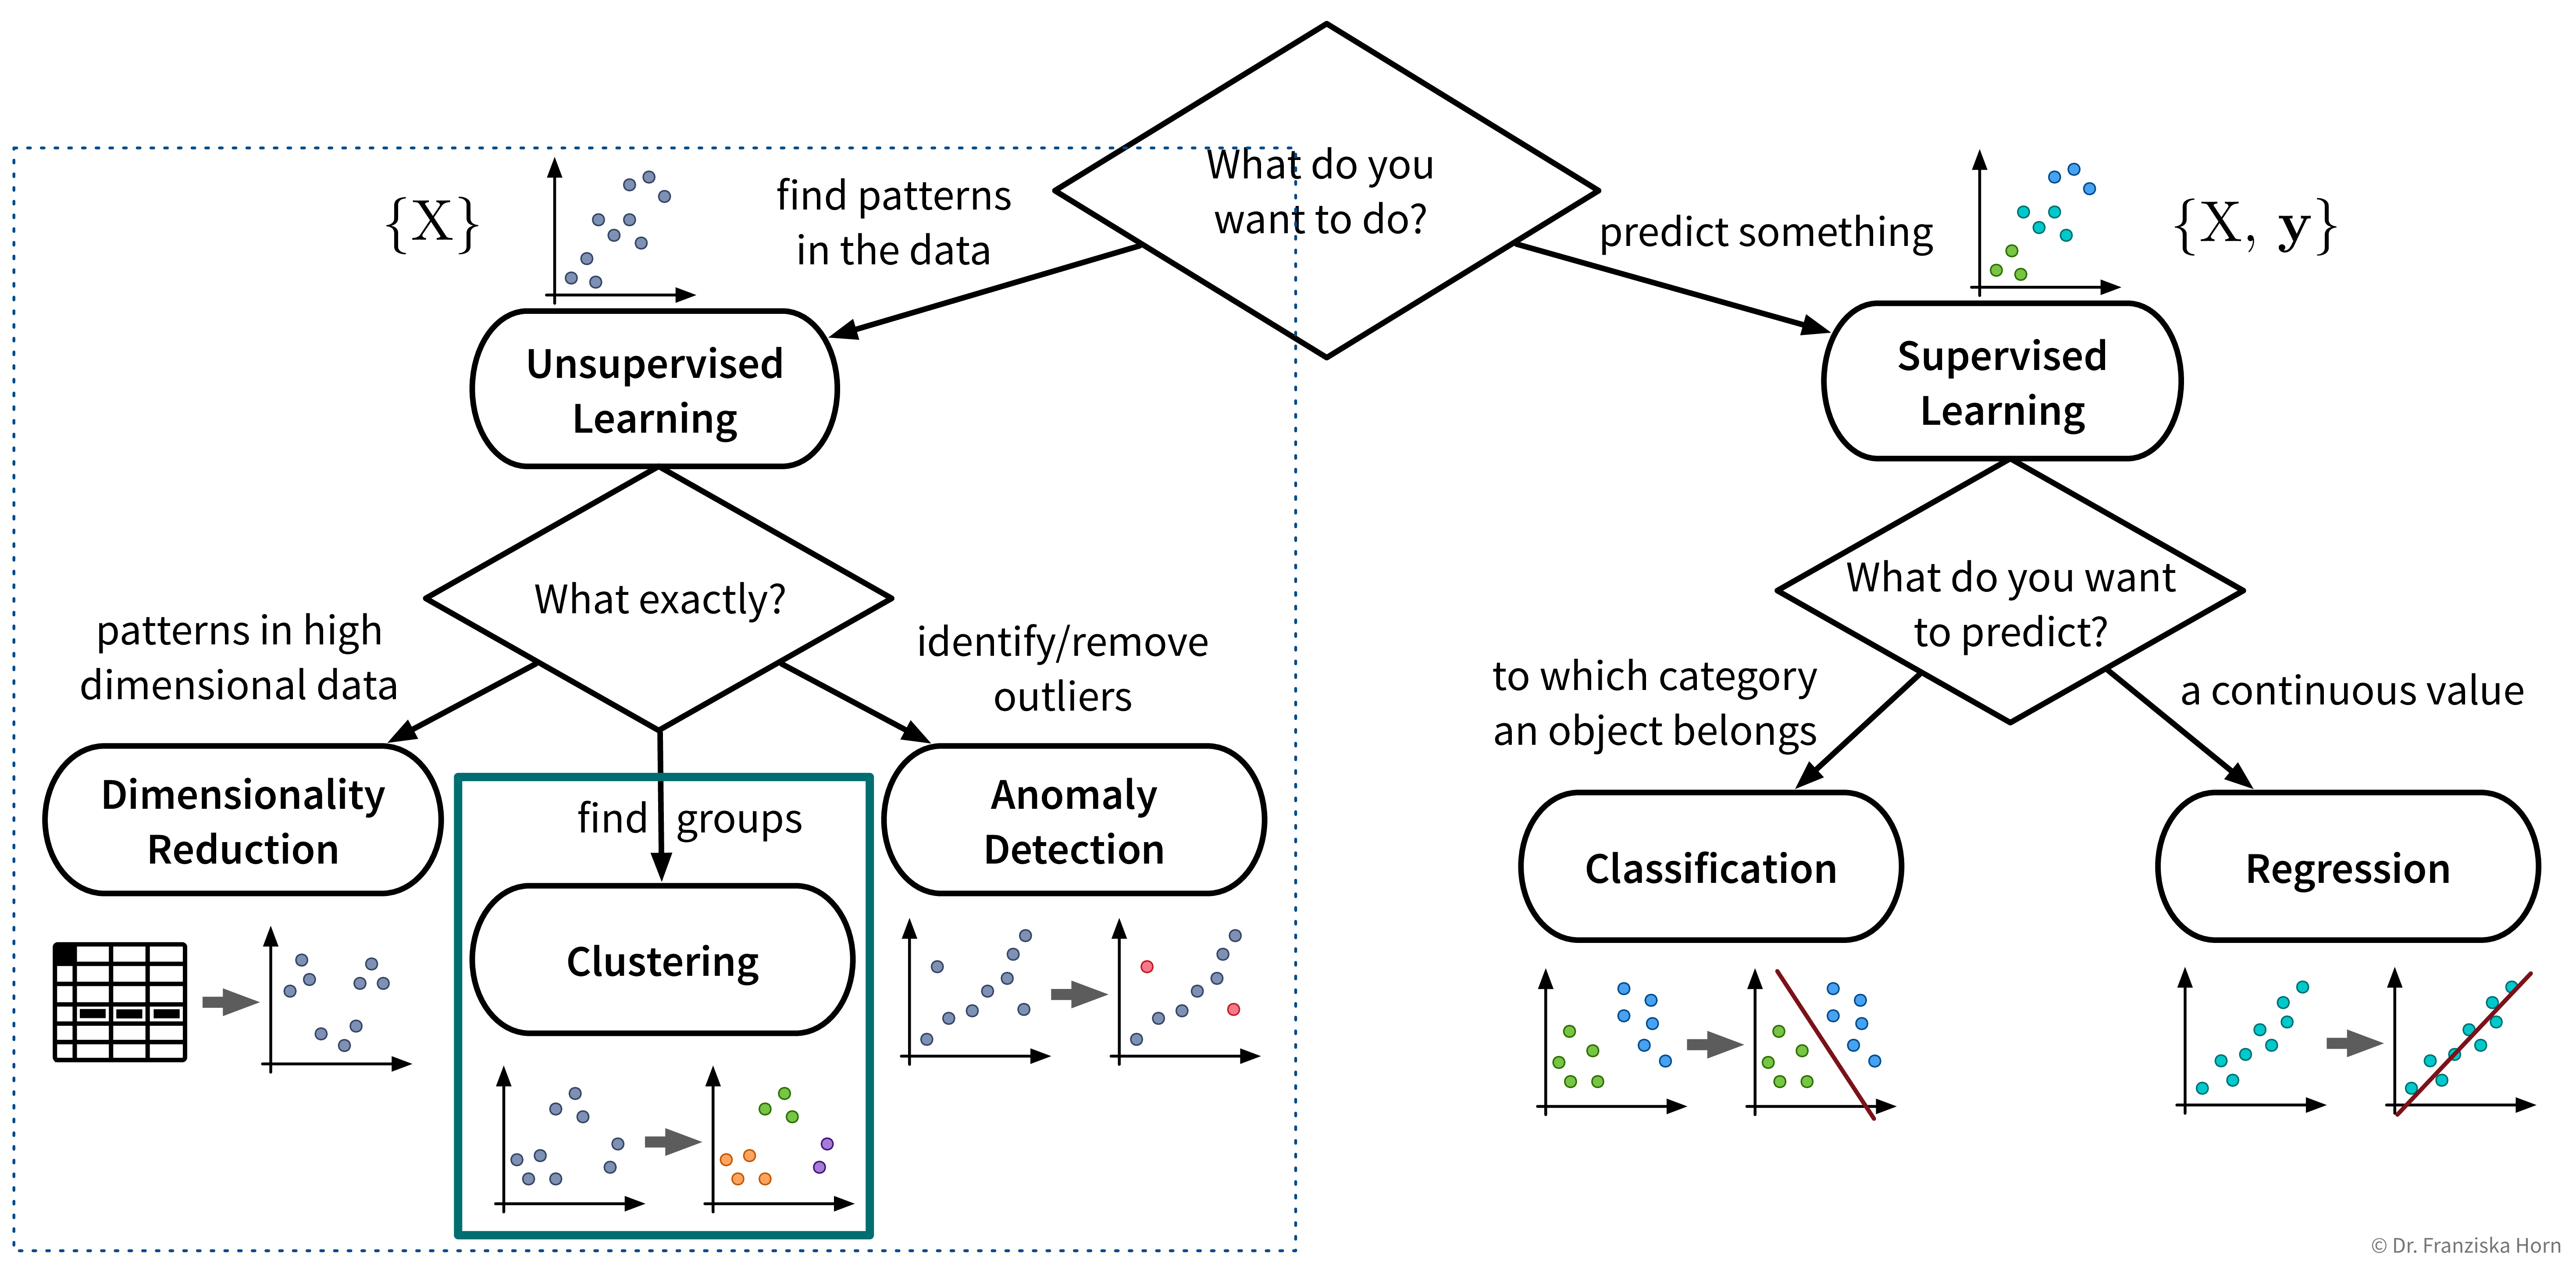 What do you
want to do?
find patterns
in the data
predict something
{X}
{X, y}
Unsupervised
Learning
Supervised
Learning
What exactly?
What do you want
to predict?
patterns in high
dimensional data
identify/remove
outliers
to which category
an object belongs
a continuous value
Dimensionality
Reduction
find groups
Anomaly
Detection
Clustering
Classification
Regression
© Dr. Franziska Horn